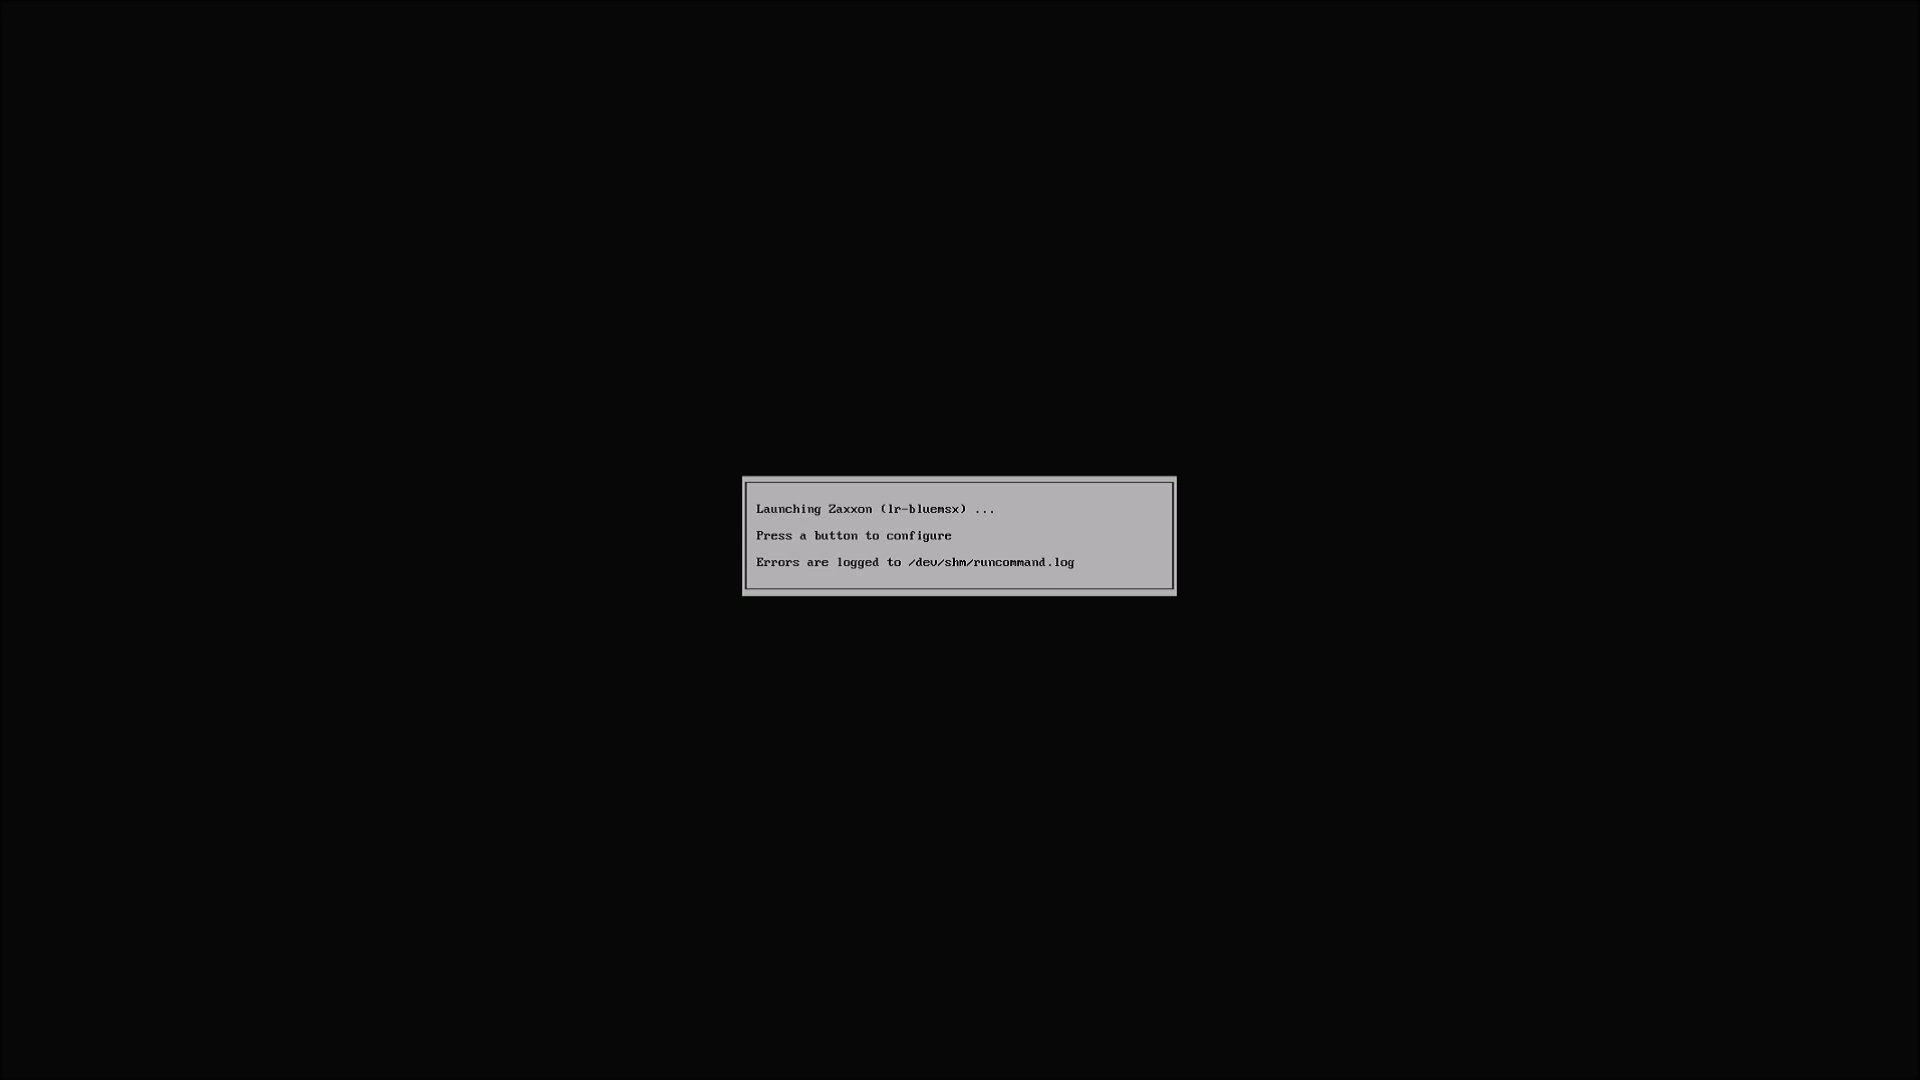 Launching Zaxxon (lr-bluemsx) ...
Press a button to configure
Errors are logged to /dev/shm/runcommand.log